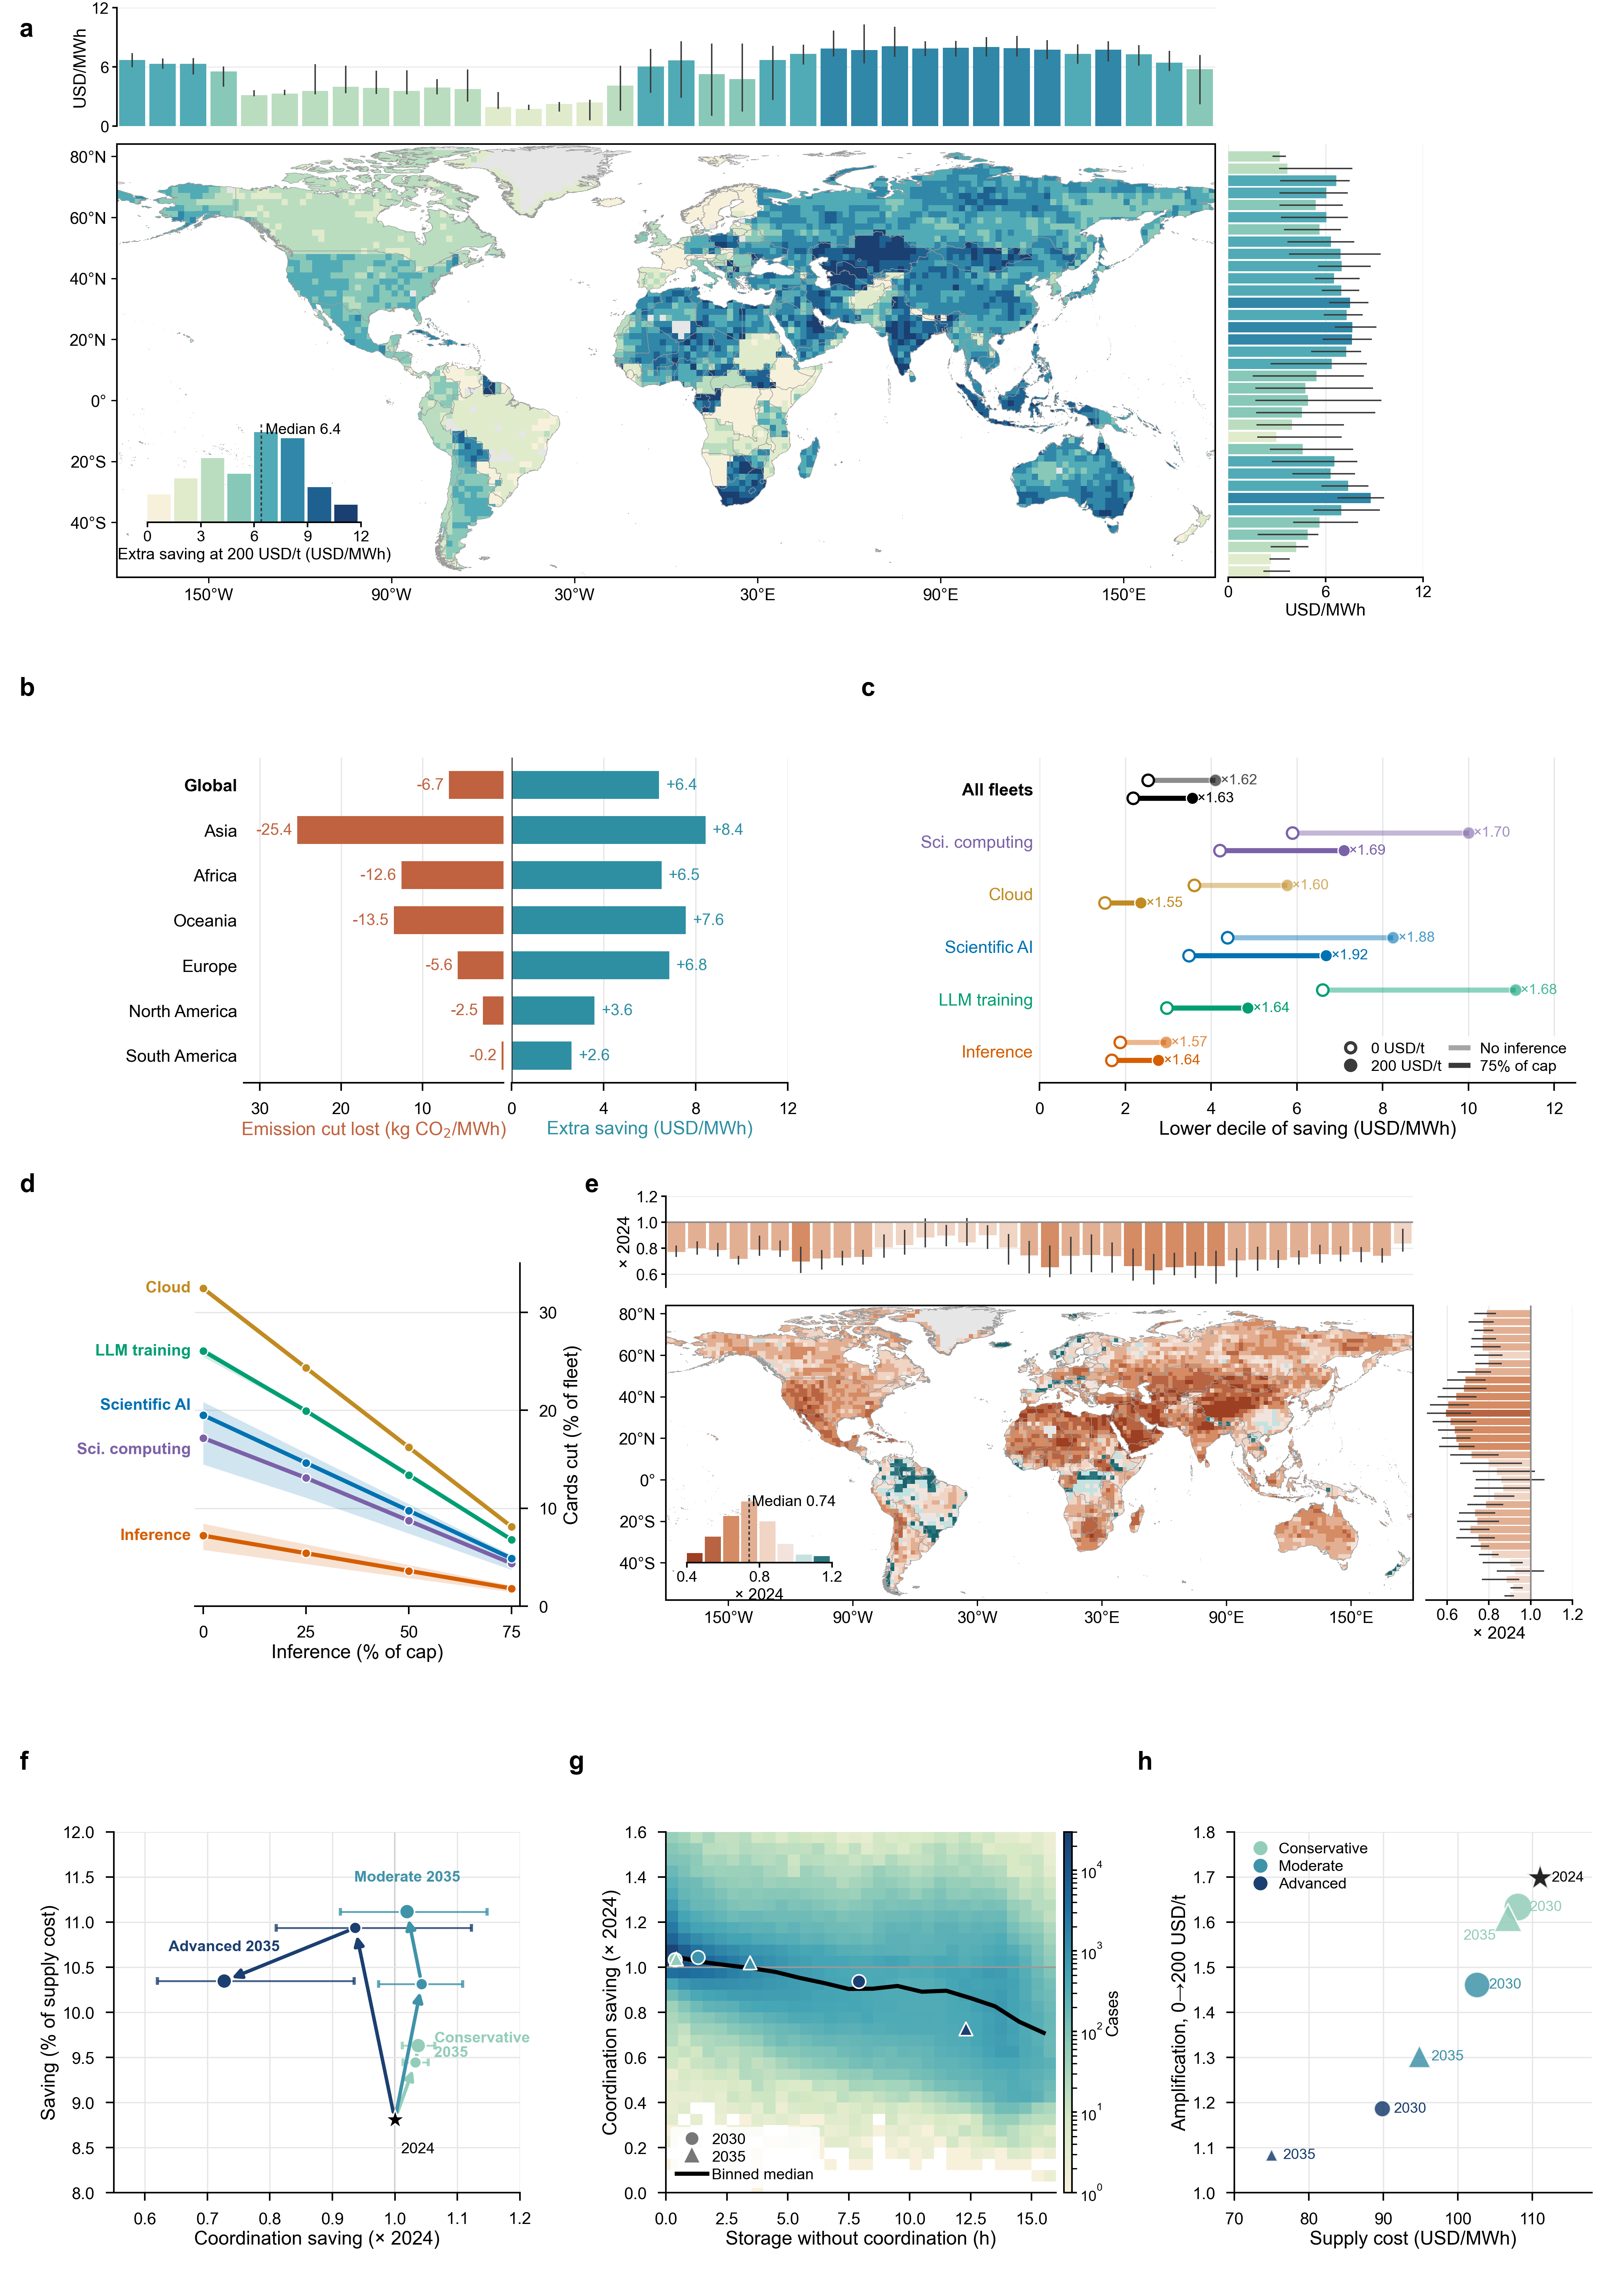 a
USD/MWh
12
6
0
80°N
60°N
40°N
20°N
0°
20°S
40°S
Median 6.4
0
3
6
9
12
Extra saving at 200 USD/t (USD/MWh)
150°W
90°W
30°W
30°E
90°E
150°E
0
6
12
USD/MWh
b
Global
-6.7
+6.4
Asia
-25.4
+8.4
Africa
-12.6
+6.5
Oceania
-13.5
+7.6
Europe
-5.6
+6.8
North America
-2.5
+3.6
South America
-0.2
+2.6
30
20
10
0
4
8
12
Emission cut lost (kg CO₂/MWh)
Extra saving (USD/MWh)
c
All fleets
×1.62
×1.63
Sci. computing
×1.70
×1.69
Cloud
×1.60
×1.55
Scientific AI
×1.88
×1.92
LLM training
×1.68
×1.64
Inference
×1.57
×1.64
0 USD/t
No inference
200 USD/t
75% of cap
0
2
4
6
8
10
12
Lower decile of saving (USD/MWh)
d
Cloud
LLM training
Scientific AI
Sci. computing
Inference
30
20
10
0
Cards cut (% of fleet)
0
25
50
75
Inference (% of cap)
e
× 2024
1.2
1.0
0.8
0.6
80°N
60°N
40°N
20°N
0°
20°S
40°S
Median 0.74
0.4
0.8
1.2
× 2024
150°W
90°W
30°W
30°E
90°E
150°E
0.6
0.8
1.0
1.2
× 2024
f
Saving (% of supply cost)
12.0
11.5
11.0
10.5
10.0
9.5
9.0
8.5
8.0
Moderate 2035
Advanced 2035
Conservative
2035
2024
0.6
0.7
0.8
0.9
1.0
1.1
1.2
Coordination saving (× 2024)
g
Coordination saving (× 2024)
1.6
1.4
1.2
1.0
0.8
0.6
0.4
0.2
0.0
2030
2035
Binned median
0.0
2.5
5.0
7.5
10.0
12.5
15.0
Storage without coordination (h)
10⁴
10³
10²
10¹
10⁰
Cases
h
Amplification, 0→200 USD/t
1.8
1.7
1.6
1.5
1.4
1.3
1.2
1.1
1.0
Conservative
Moderate
Advanced
2024
2030
2035
2030
2035
2030
2035
70
80
90
100
110
Supply cost (USD/MWh)